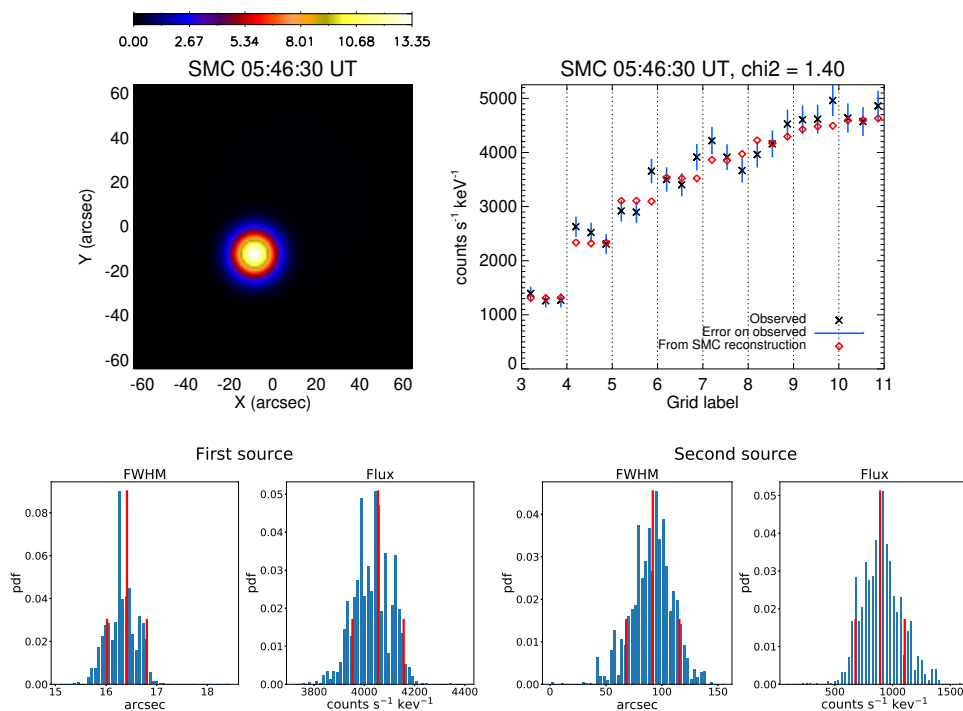 0.00 2.67 5.34 8.01 10.68 13.35
SMC 05:46:30 UT
Y (arcsec)
60
40
20
0
-20
-40
-60
-60 -40 -20 0 20 40 60
X (arcsec)
SMC 05:46:30 UT, chi2 = 1.40
counts s⁻¹ keV⁻¹
5000
4000
3000
2000
1000
0
Observed
Error on observed
From SMC reconstruction
3 4 5 6 7 8 9 10 11
Grid label
First source
FWHM
pdf
0.08
0.06
0.04
0.02
0.00
15 16 17 18
arcsec
Flux
pdf
0.05
0.04
0.03
0.02
0.01
0.00
3800 4000 4200 4400
counts s⁻¹ keV⁻¹
Second source
FWHM
pdf
0.04
0.03
0.02
0.01
0.00
0 50 100 150
arcsec
Flux
pdf
0.05
0.04
0.03
0.02
0.01
0.00
500 1000 1500
counts s⁻¹ keV⁻¹